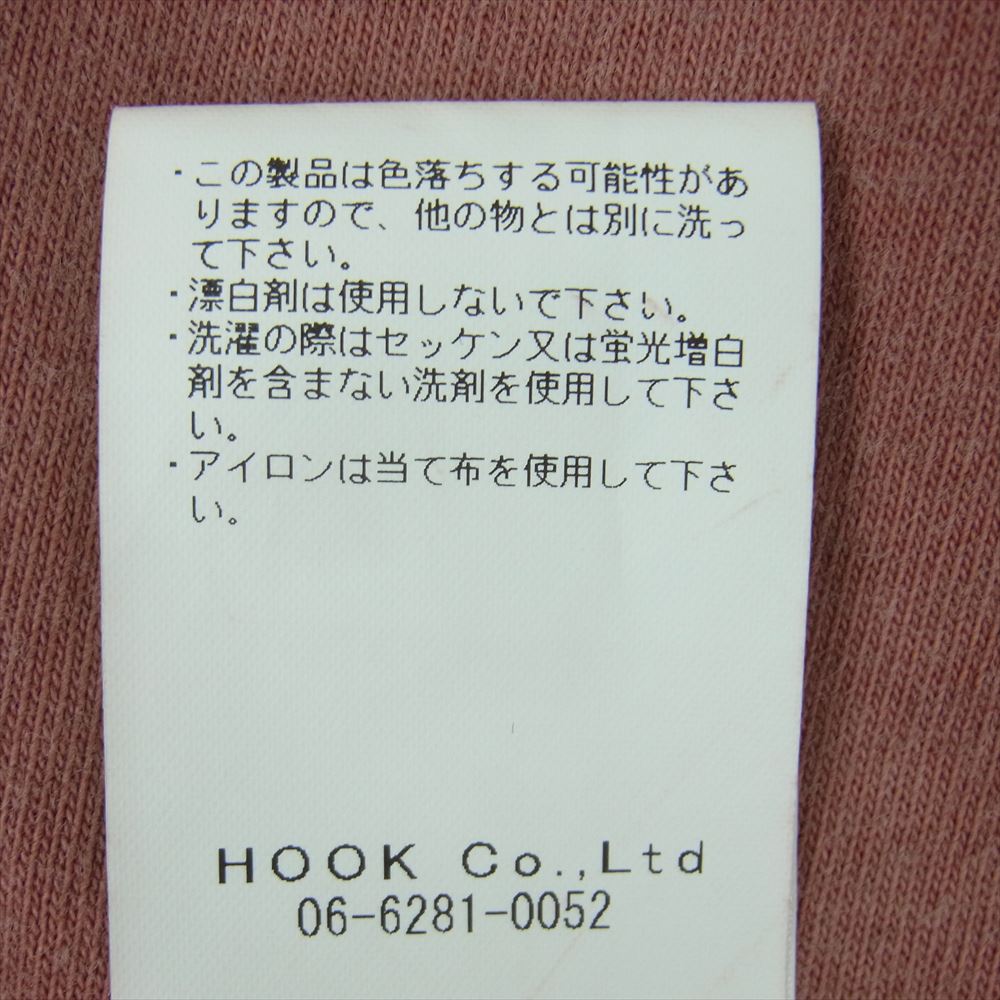 ・この製品は色落ちする可能性があ
りますので、他の物とは別に洗っ
て下さい。
・漂白剤は使用しないで下さい。
・洗濯の際はセッケン又は蛍光増白
剤を含まない洗剤を使用して下さ
い。
・アイロンは当て布を使用して下さ
い。
HOOK Co.,Ltd
06-6281-0052